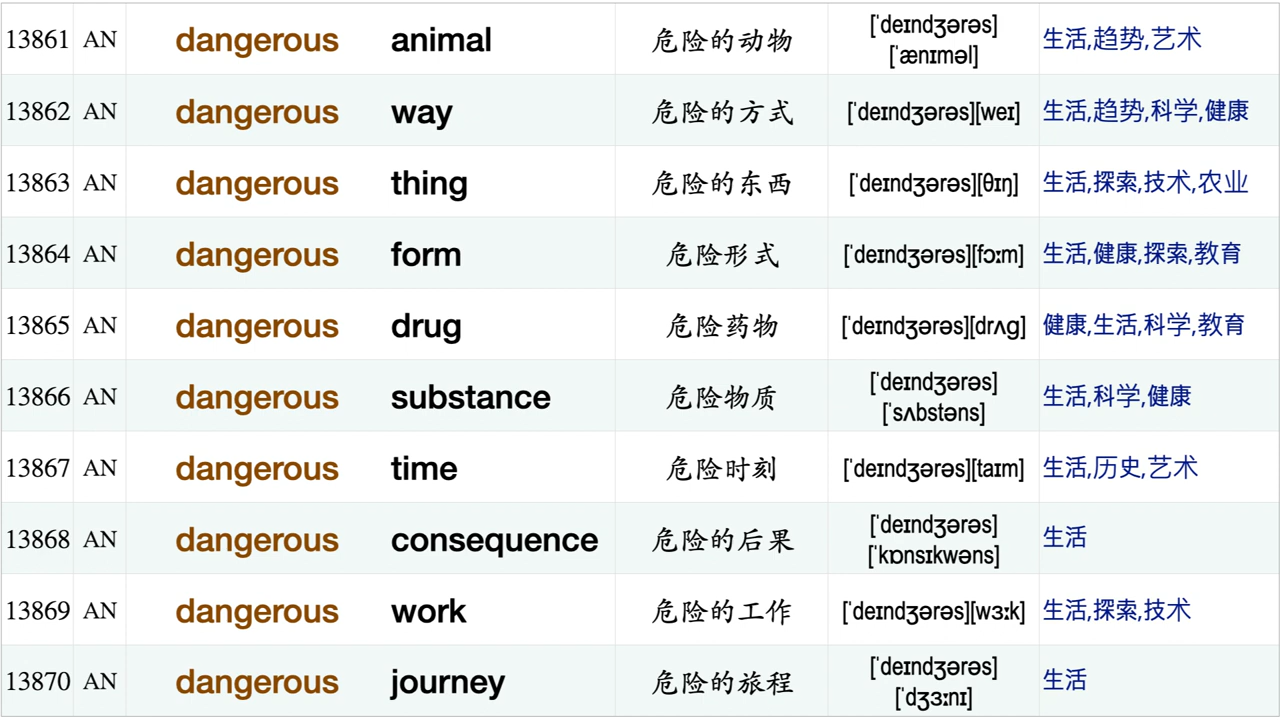 13861 AN dangerous animal 危险的动物 [ˈdeɪndʒərəs] [ˈænɪməl] 生活,趋势,艺术
13862 AN dangerous way 危险的方式 [ˈdeɪndʒərəs][weɪ] 生活,趋势,科学,健康
13863 AN dangerous thing 危险的东西 [ˈdeɪndʒərəs][θɪŋ] 生活,探索,技术,农业
13864 AN dangerous form 危险形式 [ˈdeɪndʒərəs][fɔːm] 生活,健康,探索,教育
13865 AN dangerous drug 危险药物 [ˈdeɪndʒərəs][drʌɡ] 健康,生活,科学,教育
13866 AN dangerous substance 危险物质 [ˈdeɪndʒərəs] [ˈsʌbstəns] 生活,科学,健康
13867 AN dangerous time 危险时刻 [ˈdeɪndʒərəs][taɪm] 生活,历史,艺术
13868 AN dangerous consequence 危险的后果 [ˈdeɪndʒərəs] [ˈkɒnsɪkwəns] 生活
13869 AN dangerous work 危险的工作 [ˈdeɪndʒərəs][wɜːk] 生活,探索,技术
13870 AN dangerous journey 危险的旅程 [ˈdeɪndʒərəs] [ˈdʒɜːnɪ] 生活